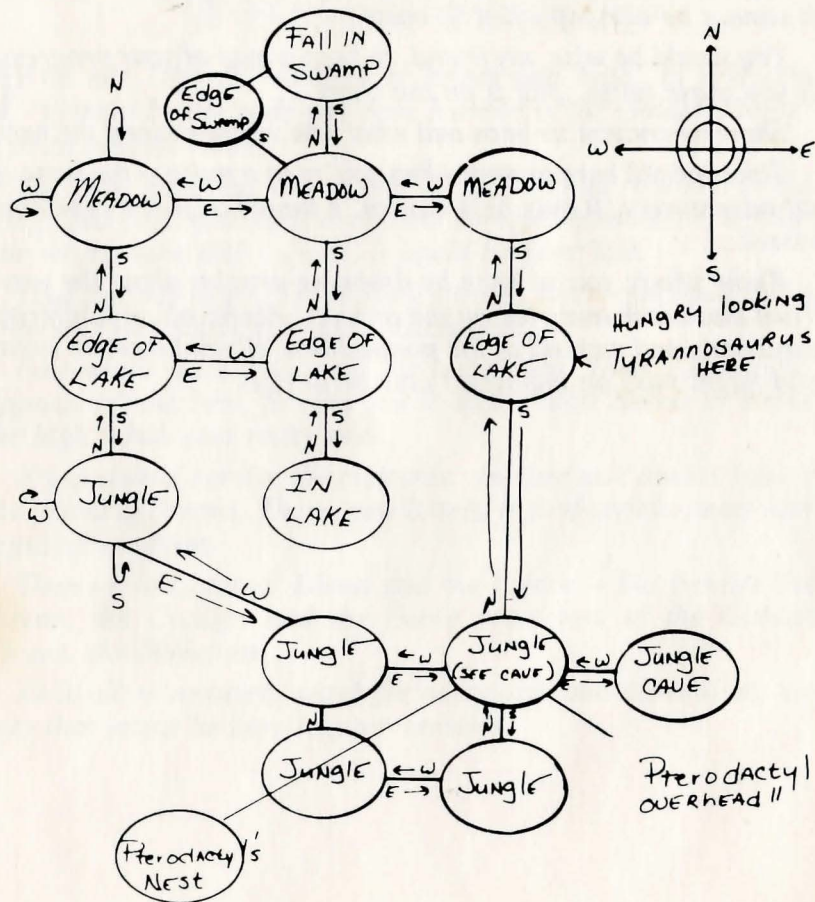 FALL IN
SWAMP
Edge
of Swamp
S
N
S
N
N
W
E
S
W
MEADOW
W
E
MEADOW
W
E
MEADOW
S
N
S
N
S
N
Edge OF
LAKE
W
E
Edge OF
LAKE
Edge OF
LAKE
HUNGRY LOOKING
TYRANNOSAURUS
HERE
S
N
S
N
S
N
W
JUNGLE
S
IN
LAKE
E
W
JUNGLE
W
E
JUNGLE
(SEE CAVE)
W
E
JUNGLE
CAVE
N
N
S
JUNGLE
W
E
JUNGLE
Pterodactyl
OVERHEAD!!
Pterodacty's
NEST